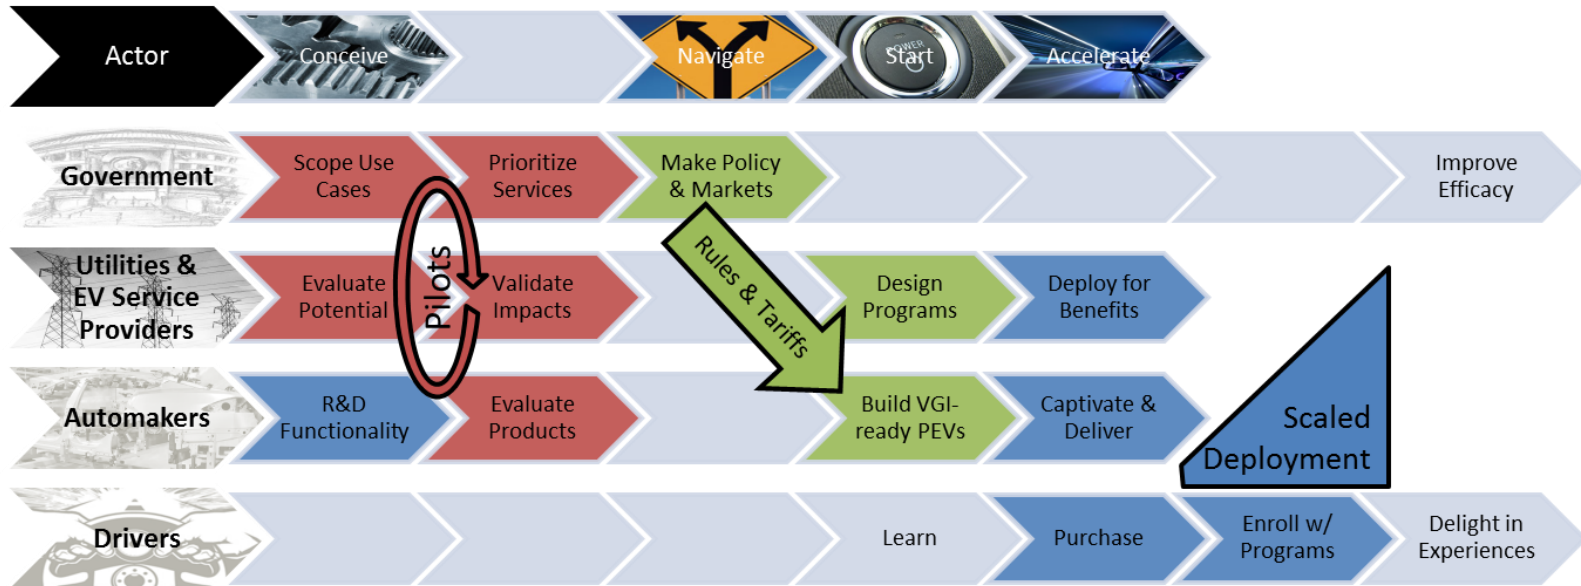 Actor
Conceive
Navigate
POWER
Start
Accelerate
Government
Scope Use
Cases
Prioritize
Services
Make Policy
& Markets
Improve
Efficacy
Utilities &
EV Service
Providers
Evaluate
Potential
Pilots
Validate
Impacts
Rules & Tariffs
Design
Programs
Deploy for
Benefits
Automakers
R&D
Functionality
Evaluate
Products
Build VGI-
ready PEVs
Captivate &
Deliver
Scaled
Deployment
Drivers
Learn
Purchase
Enroll w/
Programs
Delight in
Experiences